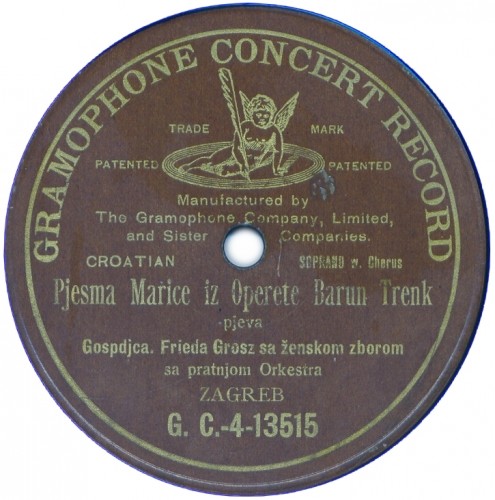 GRAMOPHONE CONCERT RECORD
TRADE MARK
PATENTED PATENTED
Manufactured by
The Gramophone Company, Limited,
and Sister Companies.
CROATIAN SOPRANO w. Chorus
Pjesma Mařice iz Operete Barun Trenk
pjeva
Gospdjca. Frieda Grosz sa ženskom zborom
sa pratnjom Orkestra
ZAGREB
G. C.-4-13515